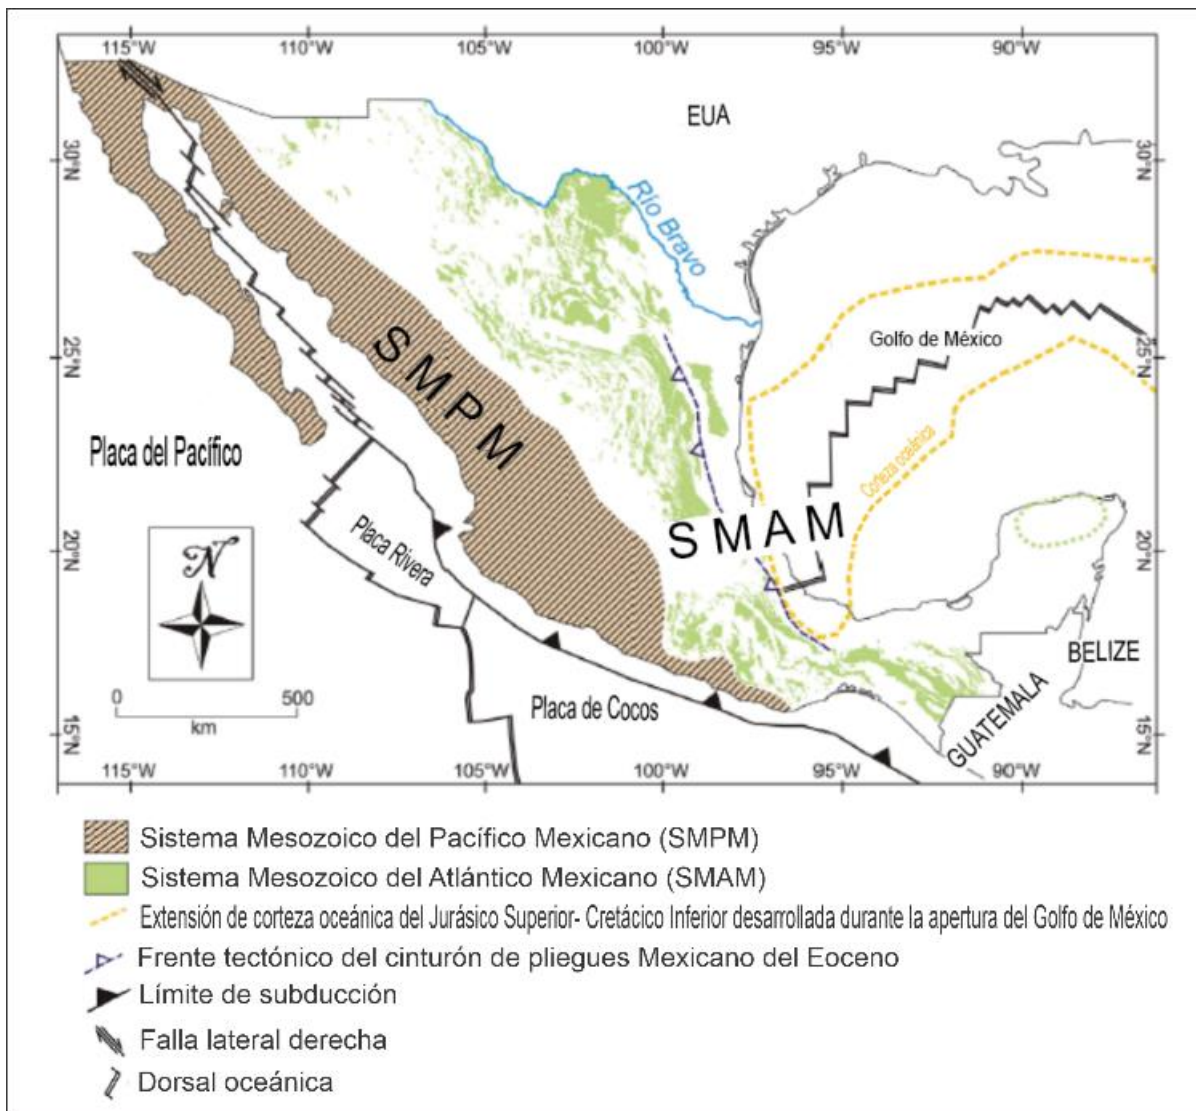 115°W 110°W 105°W 100°W 95°W 90°W
EUA
30°N
30°N
Río Bravo
Golfo de México
25°N
25°N
SMPM
Corteza oceánica
Placa del Pacífico
SMAM
N
Placa Rivera
20°N
20°N
BELIZE
0 500
km
Placa de Cocos
GUATEMALA
15°N
15°N
115°W 110°W 105°W 100°W 95°W 90°W
Sistema Mesozoico del Pacífico Mexicano (SMPM)
Sistema Mesozoico del Atlántico Mexicano (SMAM)
Extensión de corteza oceánica del Jurásico Superior- Cretácico Inferior desarrollada durante la apertura del Golfo de México
Frente tectónico del cinturón de pliegues Mexicano del Eoceno
Límite de subducción
Falla lateral derecha
Dorsal oceánica